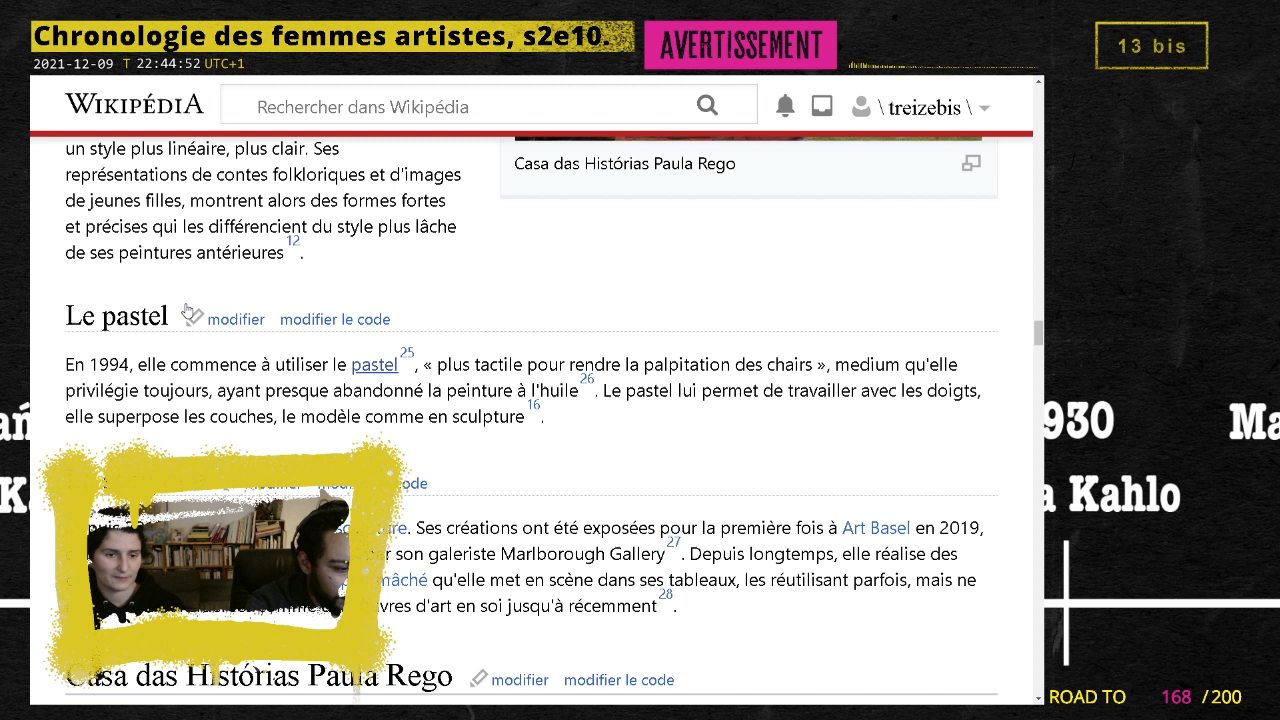 Chronologie des femmes artistes, s2e10.
AVERTISSEMENT
13 bis
2021-12-09 T 22:44:52 UTC+1
WIKIPÉDIA
Rechercher dans Wikipédia
\ treizebis \
un style plus linéaire, plus clair. Ses
représentations de contes folkloriques et d'images
de jeunes filles, montrent alors des formes fortes
et précises qui les différencient du style plus lâche
de ses peintures antérieures 12.
Casa das Histórias Paula Rego
Le pastel modifier modifier le code
En 1994, elle commence à utiliser le pastel 25, « plus tactile pour rendre la palpitation des chairs », medium qu'elle
privilégie toujours, ayant presque abandonné la peinture à l'huile 26. Le pastel lui permet de travailler avec les doigts,
elle superpose les couches, le modèle comme en sculpture 16.
code
. Ses créations ont été exposées pour la première fois à Art Basel en 2019,
son galeriste Marlborough Gallery 27. Depuis longtemps, elle réalise des
mâché qu'elle met en scène dans ses tableaux, les réutilisant parfois, mais ne
d'art en soi jusqu'à récemment 28.
Casa das Histórias Paula Rego modifier modifier le code
930
Kahlo
Ma
ROAD TO 168 / 200